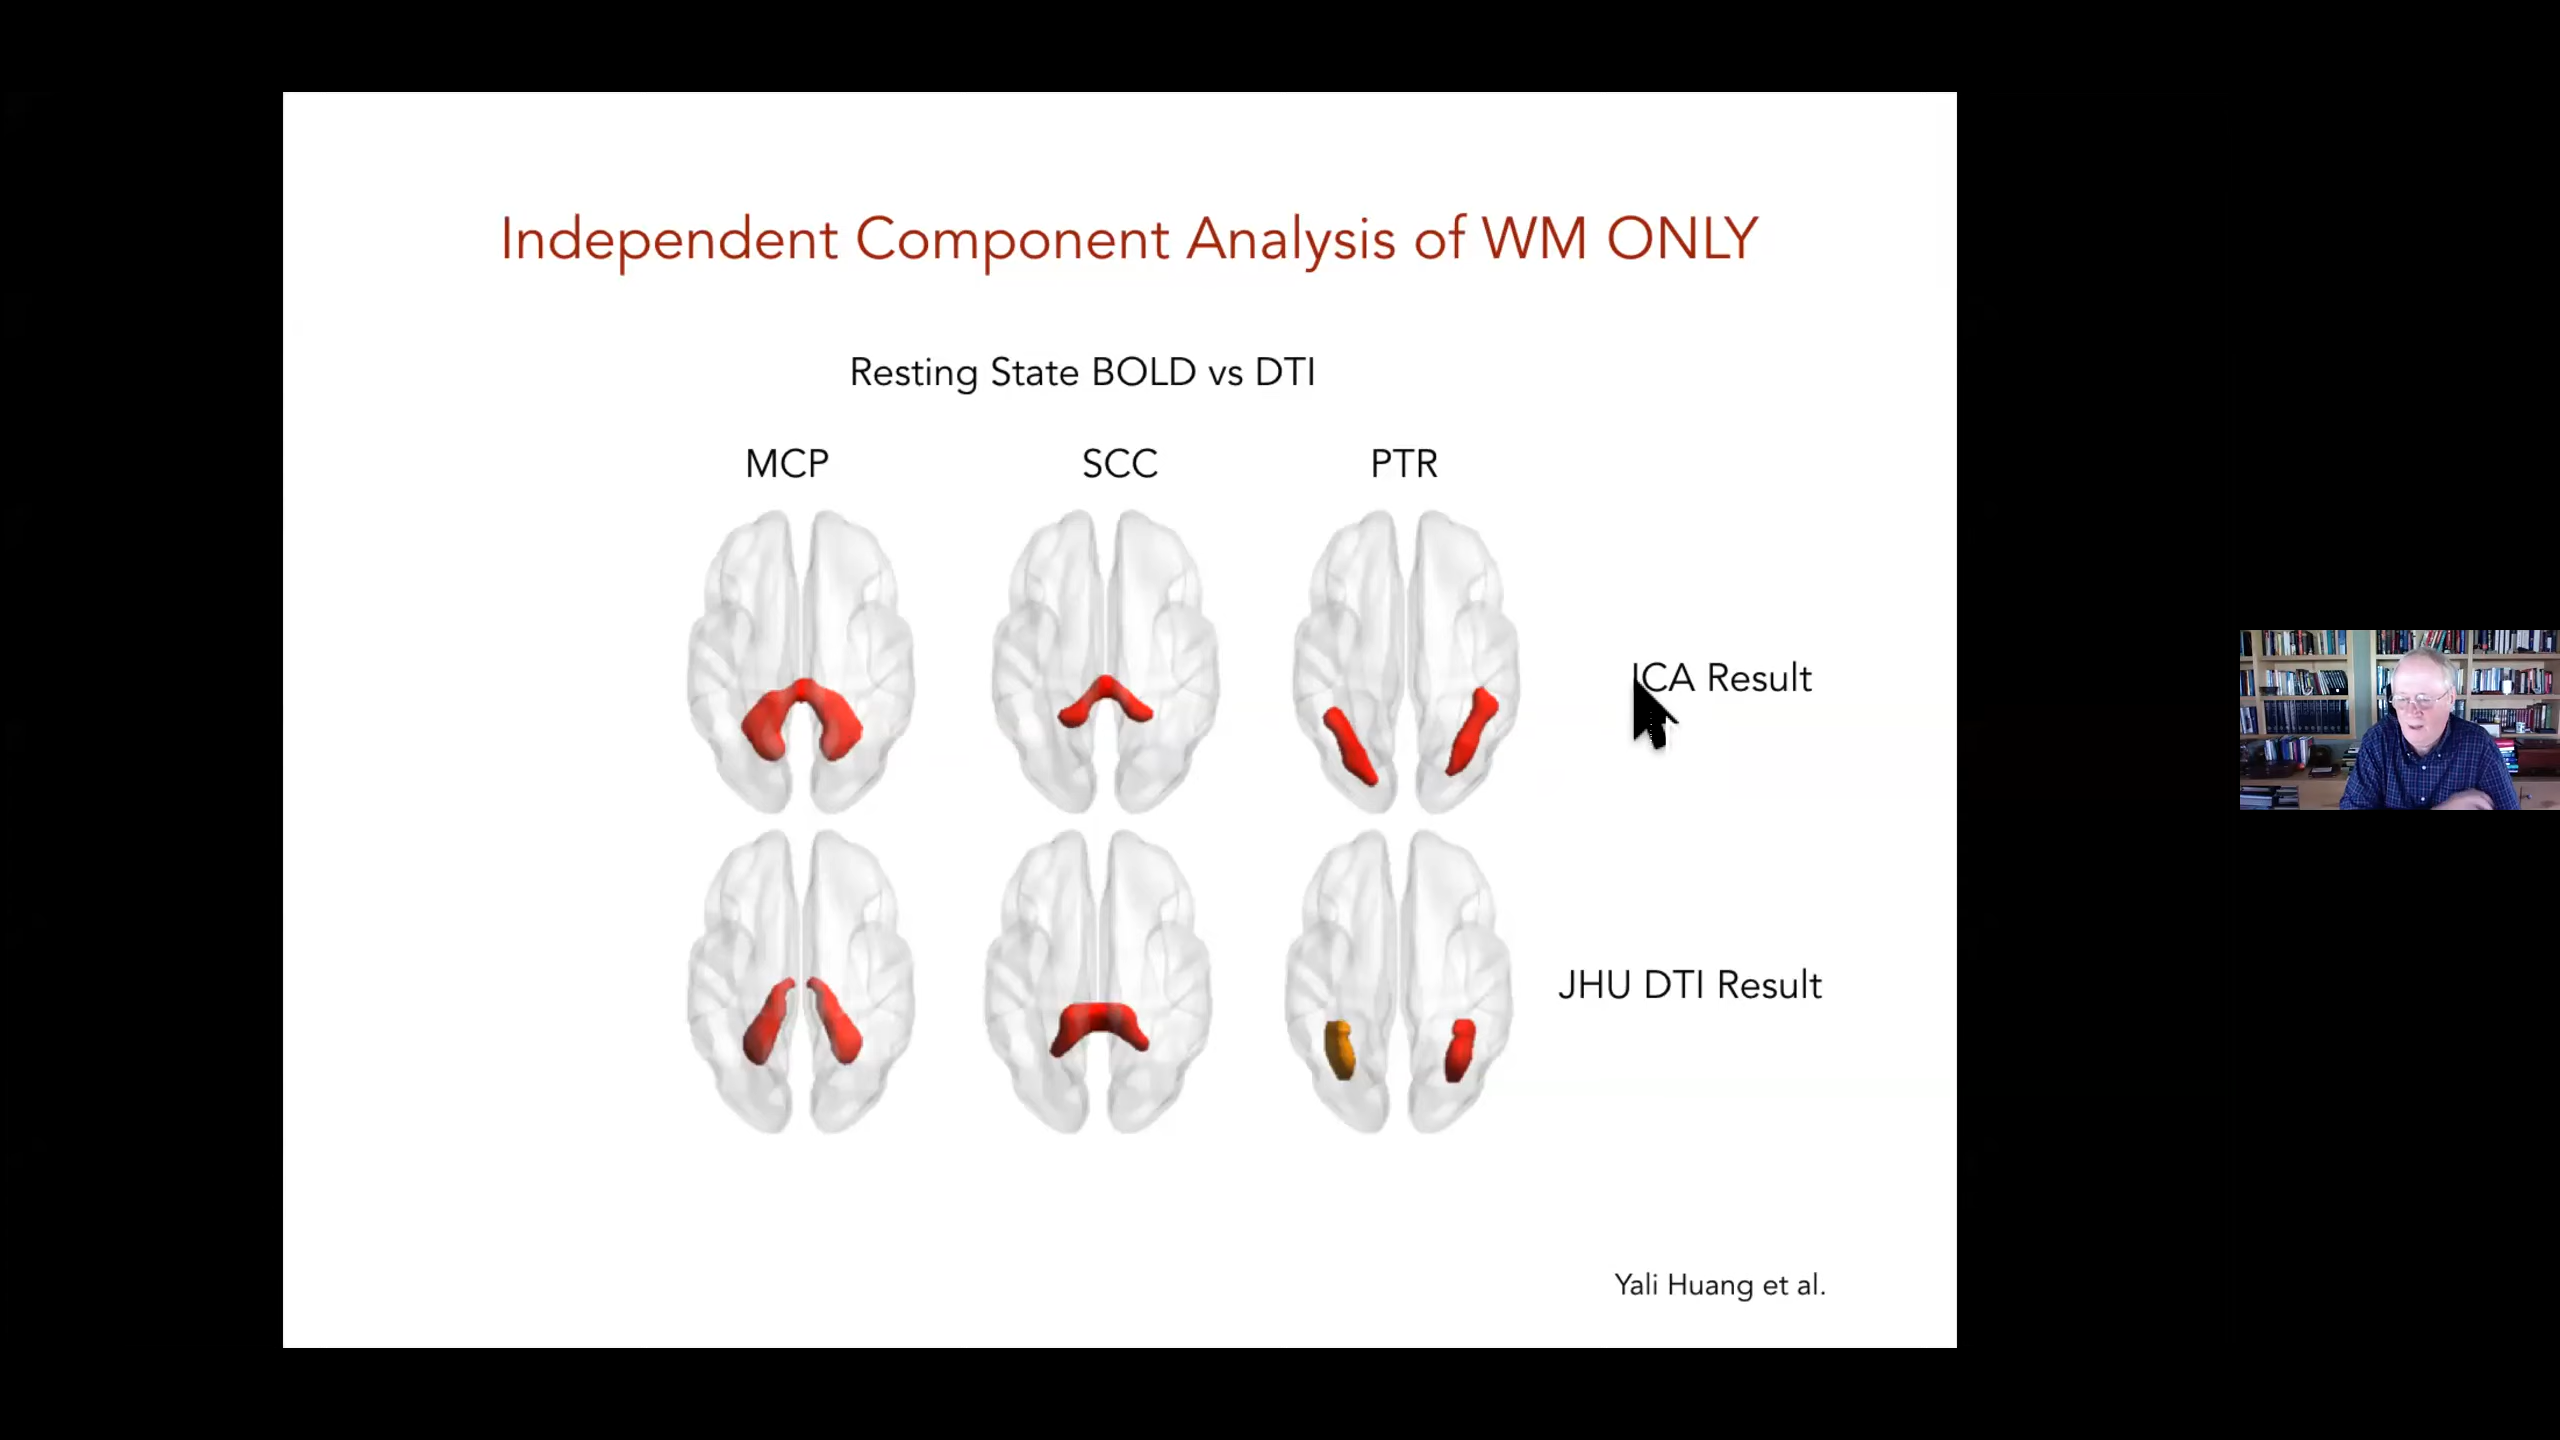 Independent Component Analysis of WM ONLY
Resting State BOLD vs DTI
MCP SCC PTR
ICA Result
JHU DTI Result
Yali Huang et al.